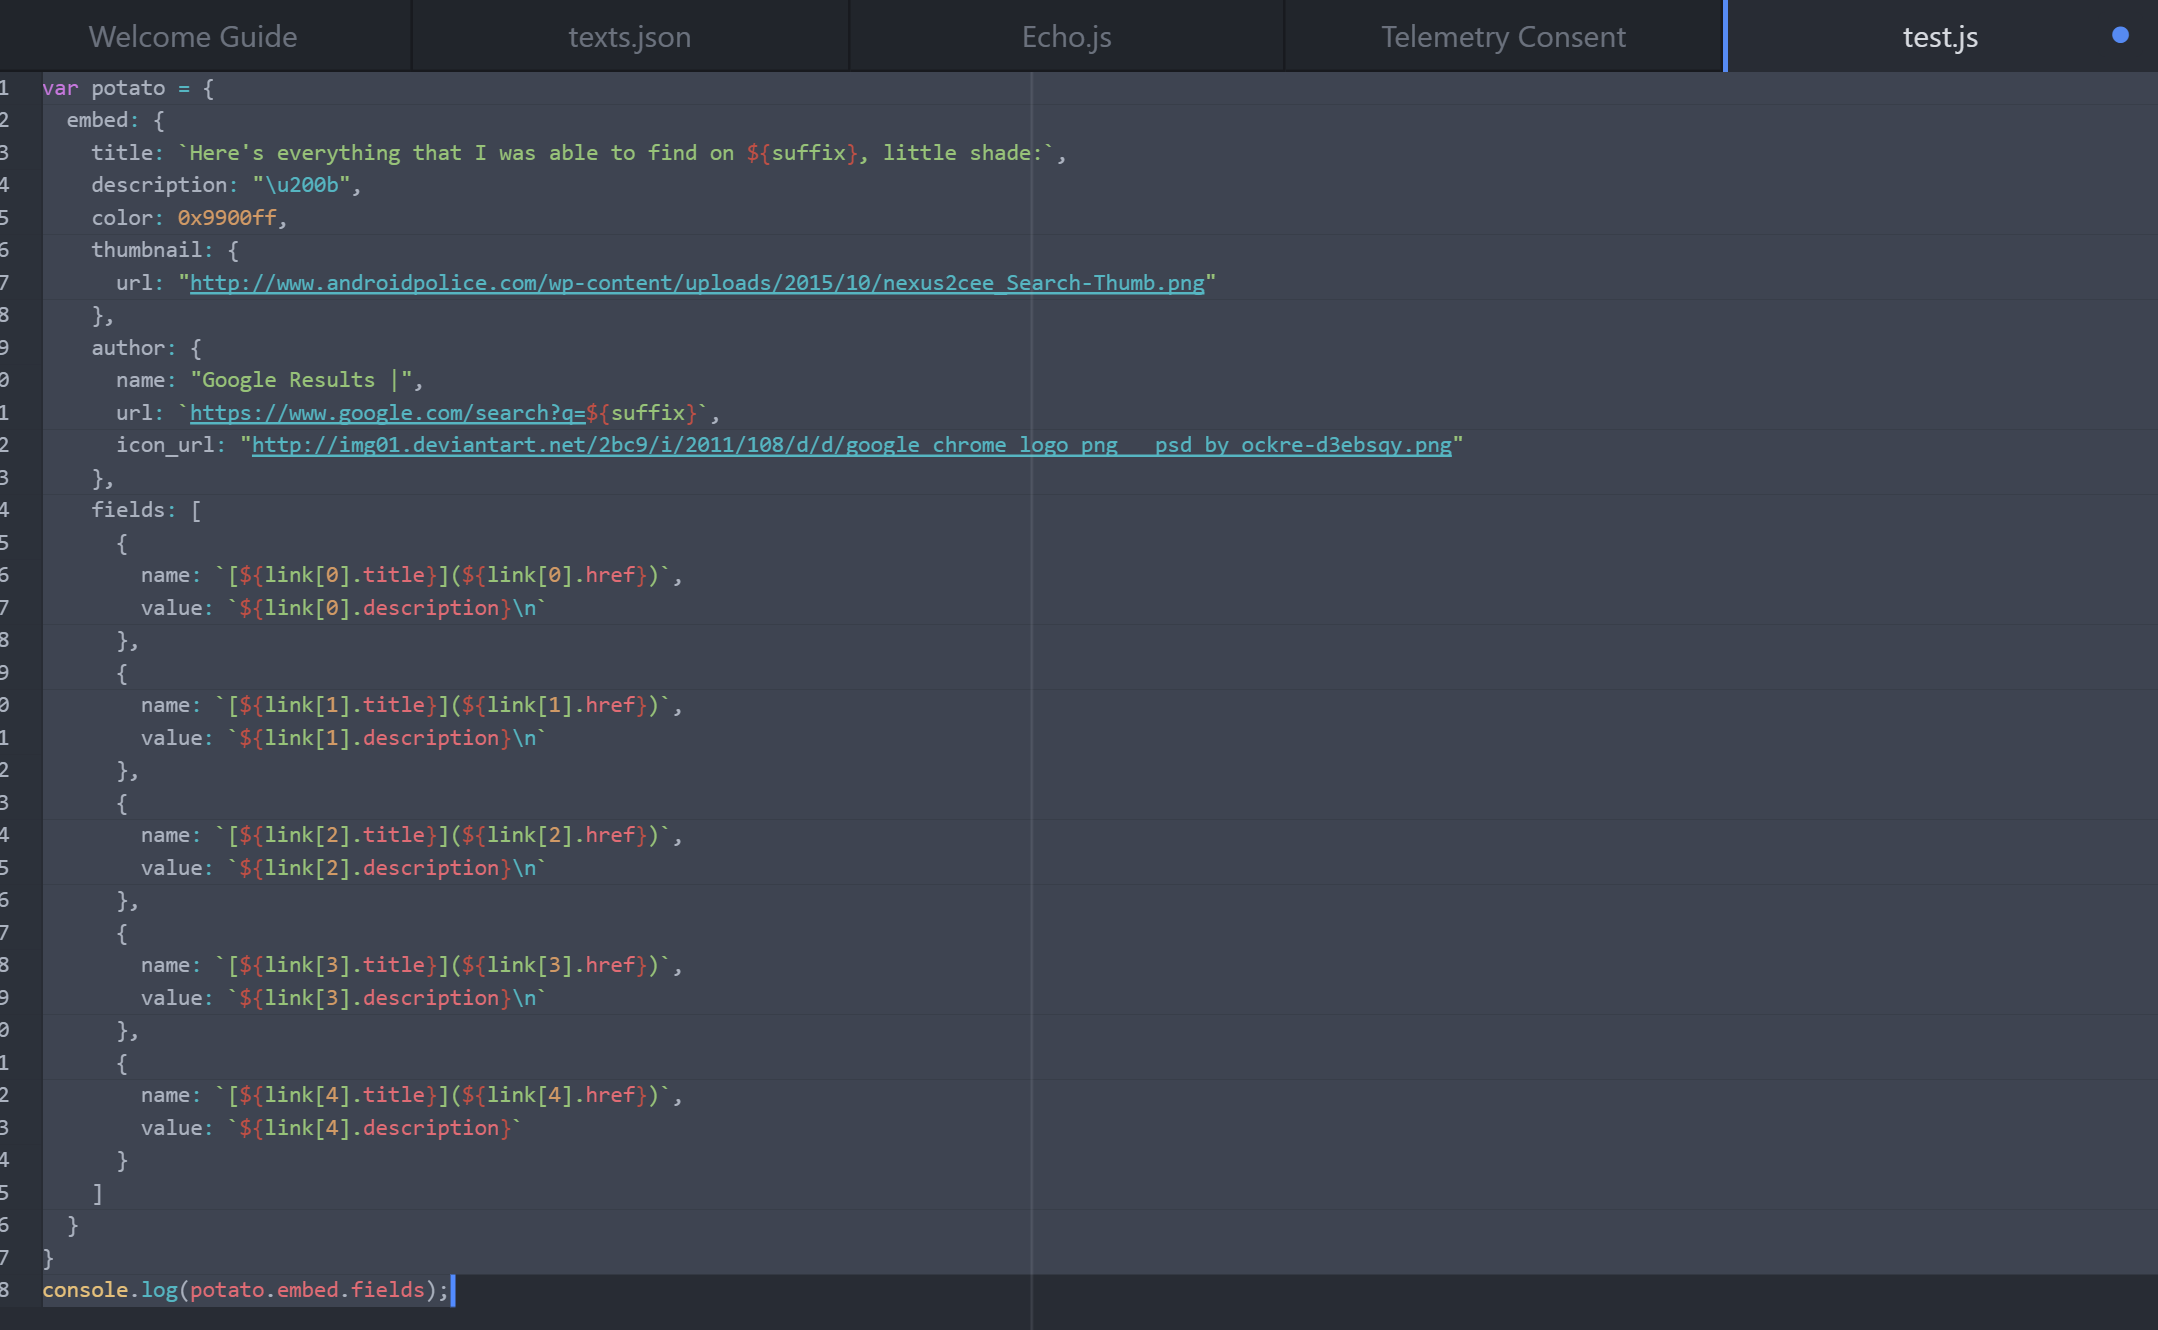 Welcome Guide texts.json Echo.js Telemetry Consent test.js
1 var potato = {
2   embed: {
3     title: `Here's everything that I was able to find on ${suffix}, little shade:`,
4     description: "\u200b",
5     color: 0x9900ff,
6     thumbnail: {
7       url: "http://www.androidpolice.com/wp-content/uploads/2015/10/nexus2cee_Search-Thumb.png"
8     },
9     author: {
0       name: "Google Results |",
1       url: `https://www.google.com/search?q=${suffix}`,
2       icon_url: "http://img01.deviantart.net/2bc9/i/2011/108/d/d/google_chrome_logo_png___psd_by_ockre-d3ebsqy.png"
3     },
4     fields: [
5       {
6         name: `[${link[0].title}](${link[0].href})`,
7         value: `${link[0].description}\n`
8       },
9       {
0         name: `[${link[1].title}](${link[1].href})`,
1         value: `${link[1].description}\n`
2       },
3       {
4         name: `[${link[2].title}](${link[2].href})`,
5         value: `${link[2].description}\n`
6       },
7       {
8         name: `[${link[3].title}](${link[3].href})`,
9         value: `${link[3].description}\n`
0       },
1       {
2         name: `[${link[4].title}](${link[4].href})`,
3         value: `${link[4].description}`
4       }
5     ]
6   }
7 }
8 console.log(potato.embed.fields);